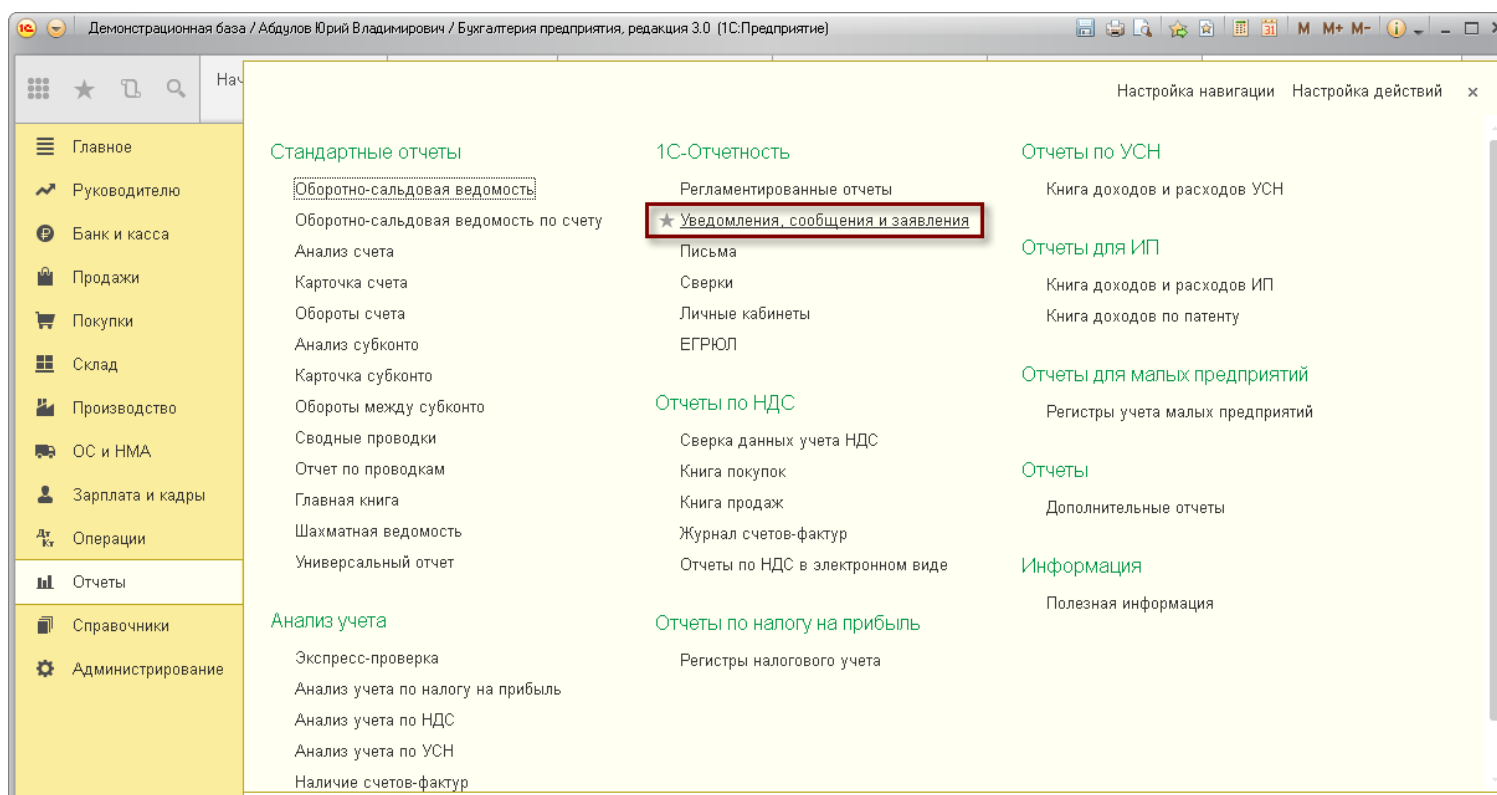 Демонстрационная база / Абдулов Юрий Владимирович / Бухгалтерия предприятия, редакция 3.0 (1С:Предприятие)
M M+ M-
Нач
Настройка навигации Настройка действий
Главное
Руководителю
Банк и касса
Продажи
Покупки
Склад
Производство
ОС и НМА
Зарплата и кадры
Операции
Отчеты
Справочники
Администрирование
Стандартные отчеты
Оборотно-сальдовая ведомость
Оборотно-сальдовая ведомость по счету
Анализ счета
Карточка счета
Обороты счета
Анализ субконто
Карточка субконто
Обороты между субконто
Сводные проводки
Отчет по проводкам
Главная книга
Шахматная ведомость
Универсальный отчет
Анализ учета
Экспресс-проверка
Анализ учета по налогу на прибыль
Анализ учета по НДС
Анализ учета по УСН
Наличие счетов-фактур
1С-Отчетность
Регламентированные отчеты
Уведомления, сообщения и заявления
Письма
Сверки
Личные кабинеты
ЕГРЮЛ
Отчеты по НДС
Сверка данных учета НДС
Книга покупок
Книга продаж
Журнал счетов-фактур
Отчеты по НДС в электронном виде
Отчеты по налогу на прибыль
Регистры налогового учета
Отчеты по УСН
Книга доходов и расходов УСН
Отчеты для ИП
Книга доходов и расходов ИП
Книга доходов по патенту
Отчеты для малых предприятий
Регистры учета малых предприятий
Отчеты
Дополнительные отчеты
Информация
Полезная информация